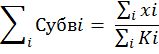 ∑ᵢ Субвi = ∑ᵢ xi / ∑ᵢ Ki